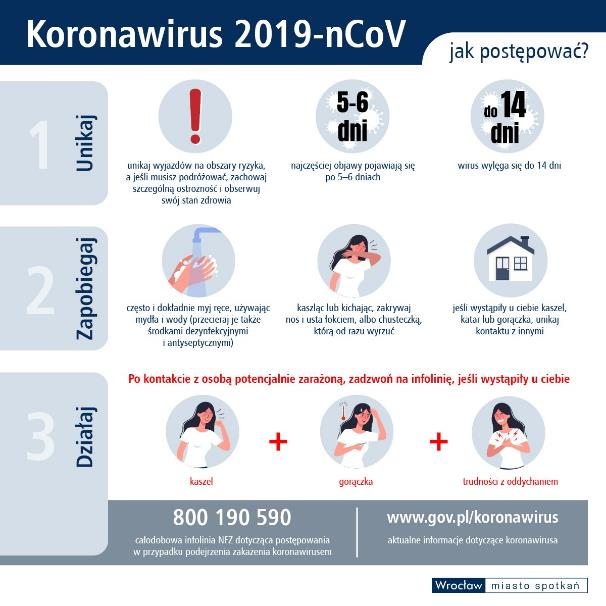 Koronawirus 2019-nCoV
jak postępować?
1
Unikaj
unikaj wyjazdów na obszary ryzyka,
a jeśli musisz podróżować, zachowaj
szczególną ostrożność i obserwuj
swój stan zdrowia
5-6
dni
najczęściej objawy pojawiają się
po 5–6 dniach
do 14
dni
wirus wylęga się do 14 dni
2
Zapobiegaj
często i dokładnie myj ręce, używając
mydła i wody (przecieraj je także
środkami dezynfekcyjnymi
i antyseptycznymi)
kaszląc lub kichając, zakrywaj
nos i usta łokciem, albo chusteczką,
którą od razu wyrzuć
jeśli wystąpiły u ciebie kaszel,
katar lub gorączka, unikaj
kontaktu z innymi
3
Działaj
Po kontakcie z osobą potencjalnie zarażoną, zadzwoń na infolinię, jeśli wystąpiły u ciebie
kaszel
+
gorączka
+
trudności z oddychaniem
800 190 590
całodobowa infolinia NFZ dotycząca postępowania
w przypadku podejrzenia zakażenia koronawirusem
www.gov.pl/koronawirus
aktualne informacje dotyczące koronawirusa
Wrocław miasto spotkań